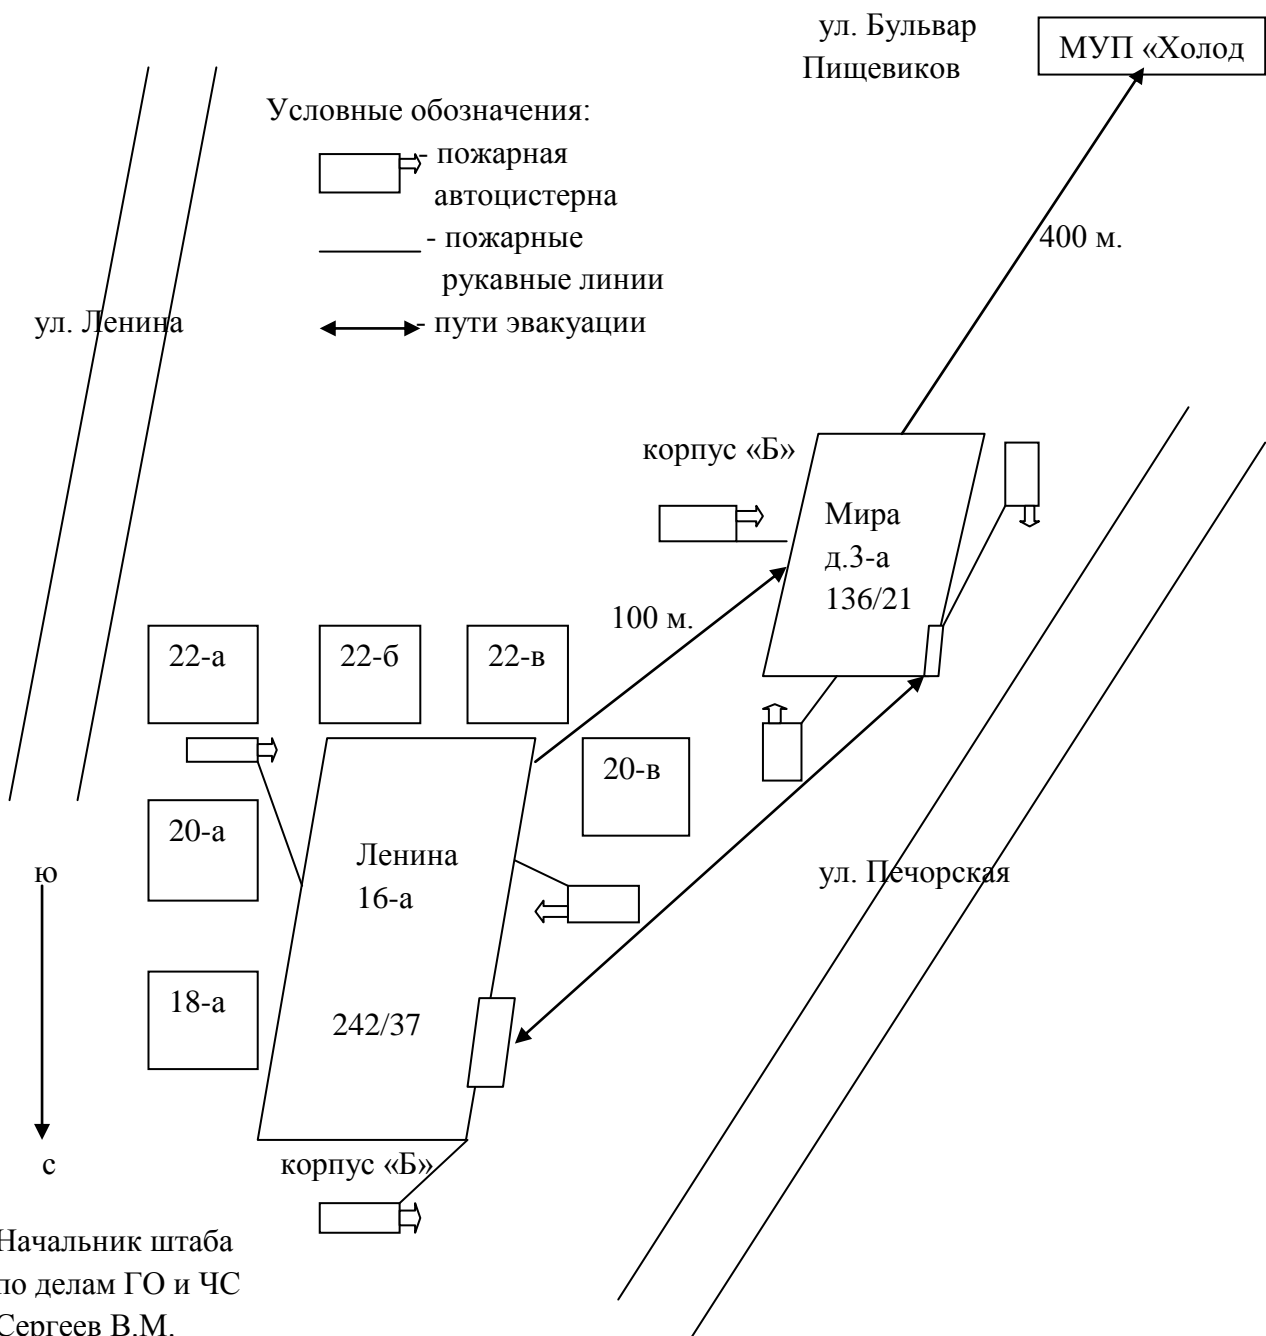 ул. Бульвар
Пищевиков
МУП «Холод
Условные обозначения:
- пожарная
автоцистерна
- пожарные
рукавные линии
- пути эвакуации
400 м.
ул. Ленина
корпус «Б»
Мира
д.3-а
136/21
100 м.
22-а
22-б
22-в
20-в
20-а
Ленина
16-а
ю
ул. Печорская
18-а
242/37
с
корпус «Б»
Начальник штаба
по делам ГО и ЧС
Сергеев В.М.